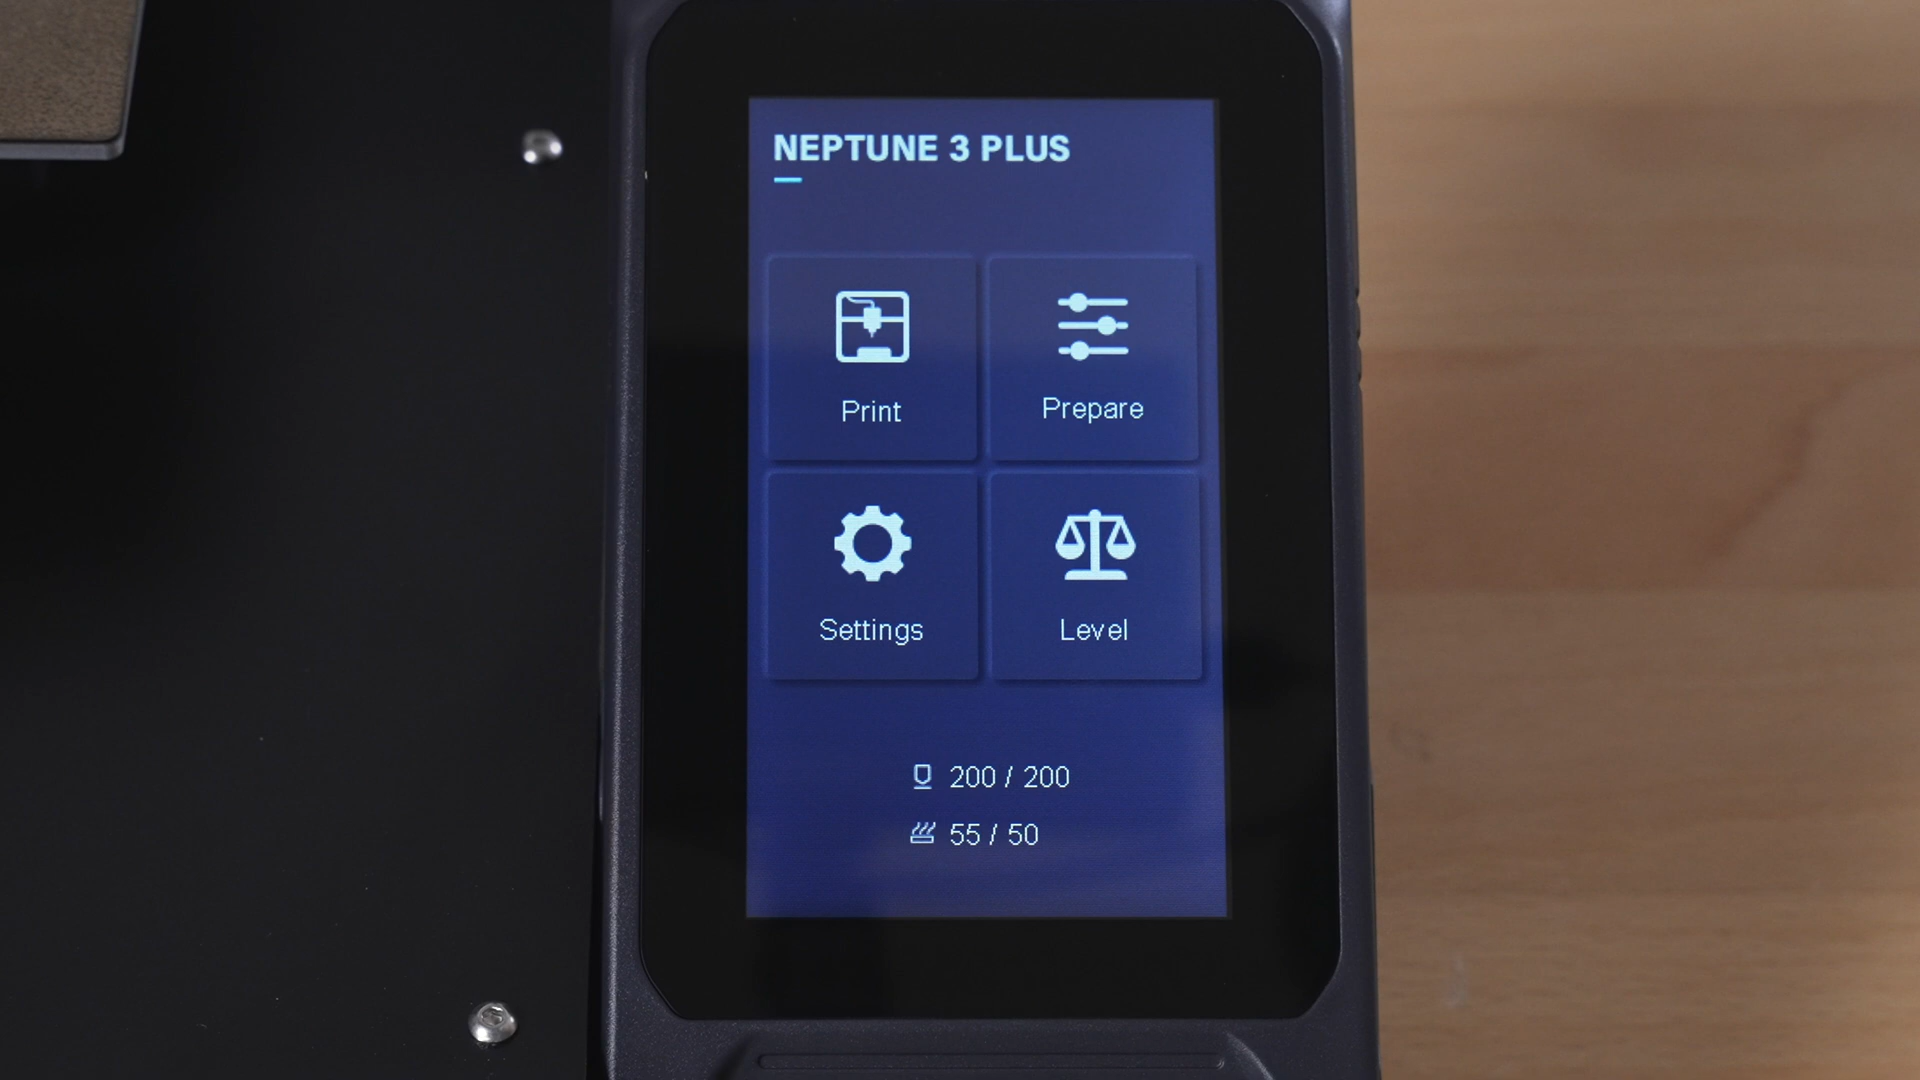 NEPTUNE 3 PLUS
Print
Prepare
Settings
Level
200 / 200
55 / 50